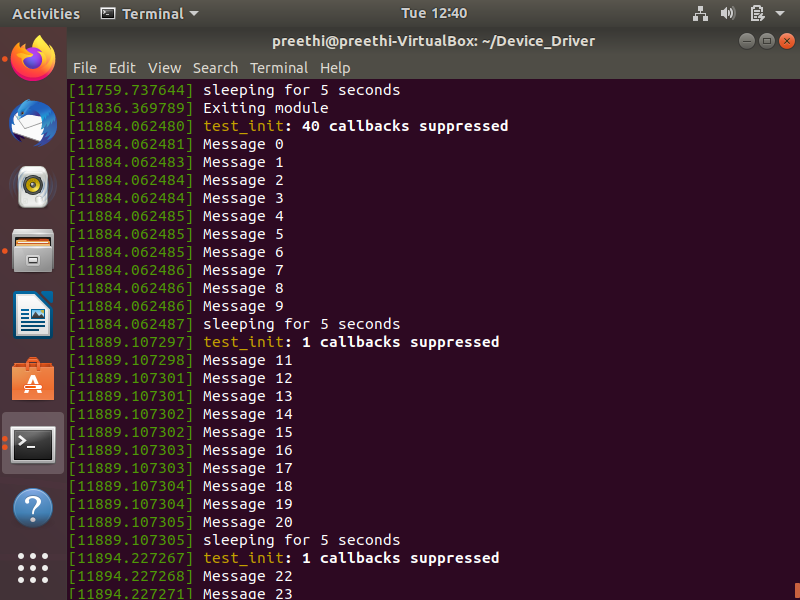 Activities Terminal Tue 12:40
preethi@preethi-VirtualBox: ~/Device_Driver
File Edit View Search Terminal Help
[11759.737644] sleeping for 5 seconds
[11836.369789] Exiting module
[11884.062480] test_init: 40 callbacks suppressed
[11884.062481] Message 0
[11884.062483] Message 1
[11884.062484] Message 2
[11884.062484] Message 3
[11884.062485] Message 4
[11884.062485] Message 5
[11884.062485] Message 6
[11884.062486] Message 7
[11884.062486] Message 8
[11884.062486] Message 9
[11884.062487] sleeping for 5 seconds
[11889.107297] test_init: 1 callbacks suppressed
[11889.107298] Message 11
[11889.107301] Message 12
[11889.107301] Message 13
[11889.107302] Message 14
[11889.107302] Message 15
[11889.107303] Message 16
[11889.107303] Message 17
[11889.107304] Message 18
[11889.107304] Message 19
[11889.107305] Message 20
[11889.107305] sleeping for 5 seconds
[11894.227267] test_init: 1 callbacks suppressed
[11894.227268] Message 22
[11894.227271] Message 23